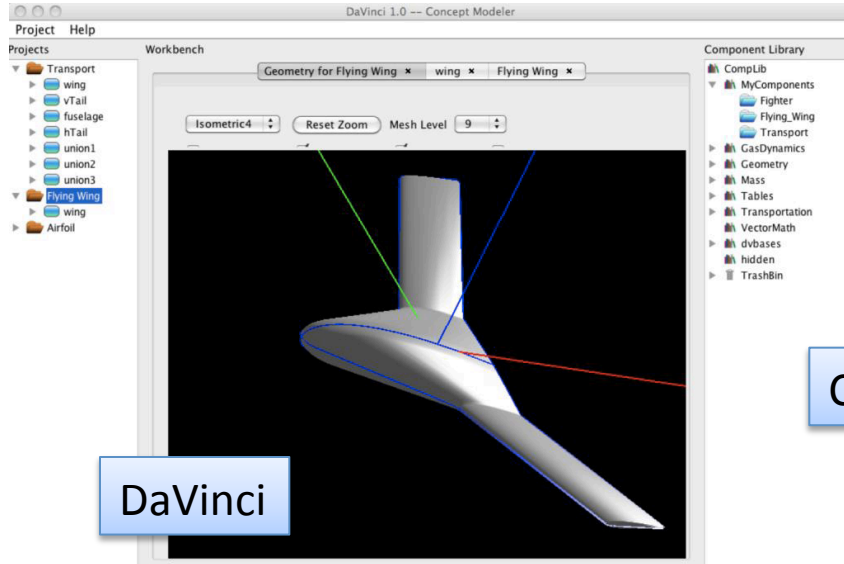 DaVinci 1.0 -- Concept Modeler
Project Help
Projects
Transport
wing
vTail
fuselage
hTail
union1
union2
union3
Flying Wing
wing
Airfoil
Workbench
Geometry for Flying Wing × wing × Flying Wing ×
Isometric4 Reset Zoom Mesh Level 9
Component Library
CompLib
MyComponents
Fighter
Flying_Wing
Transport
GasDynamics
Geometry
Mass
Tables
Transportation
VectorMath
dvbases
hidden
TrashBin
DaVinci